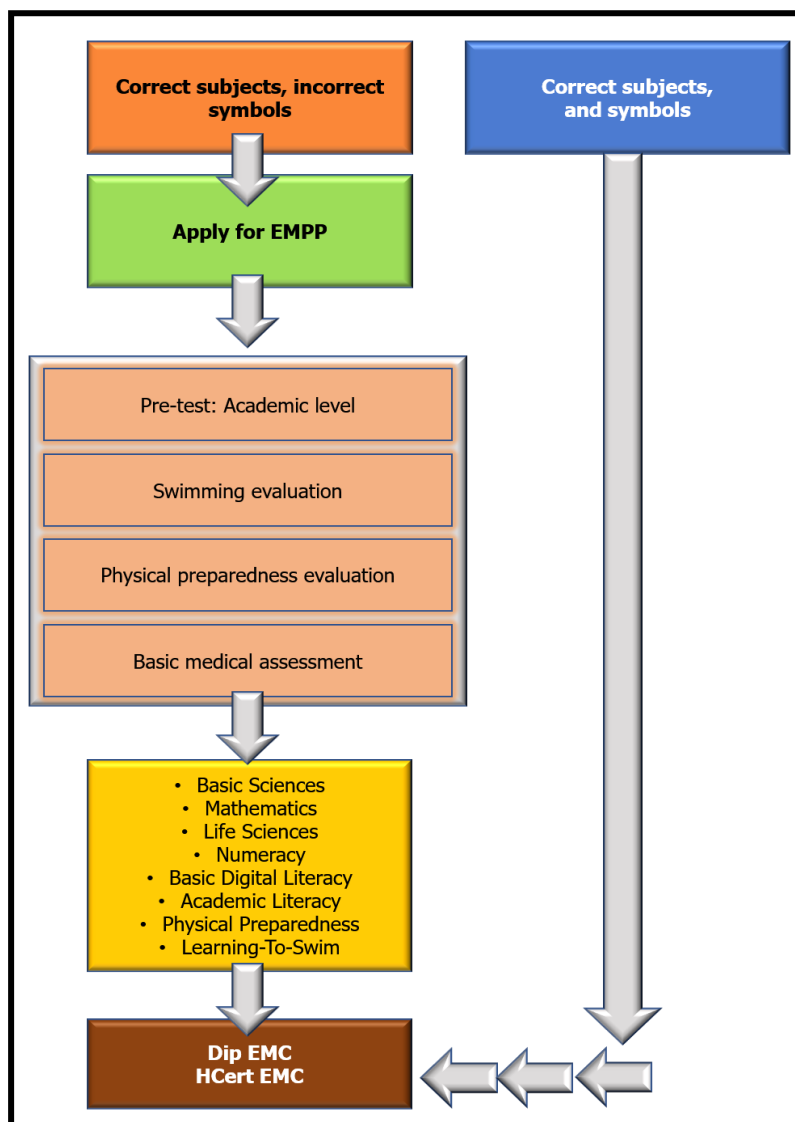 Correct subjects, incorrect
symbols
Correct subjects,
and symbols
Apply for EMPP
Pre-test: Academic level
Swimming evaluation
Physical preparedness evaluation
Basic medical assessment
• Basic Sciences
• Mathematics
• Life Sciences
• Numeracy
• Basic Digital Literacy
• Academic Literacy
• Physical Preparedness
• Learning-To-Swim
Dip EMC
HCert EMC